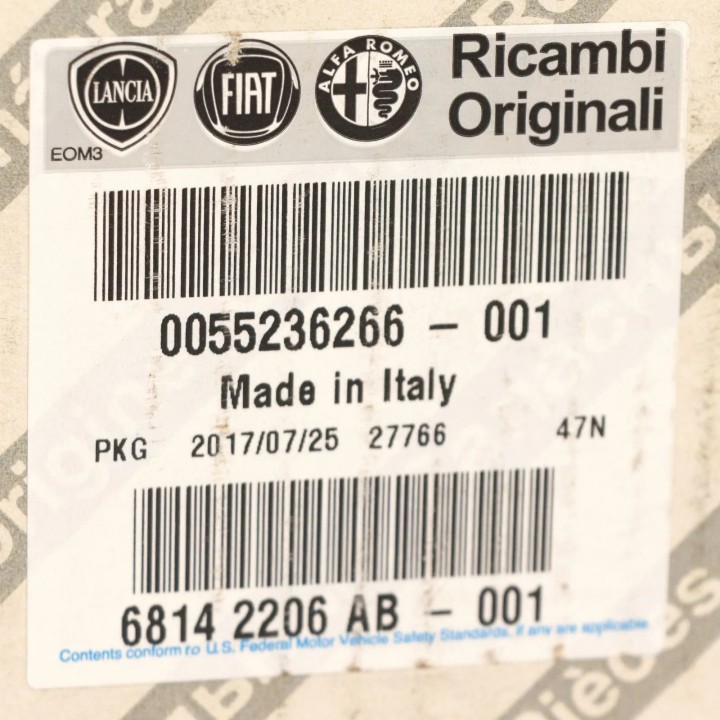 LANCIA FIAT ALFA ROMEO Ricambi
Originali
EOM3
0055236266 - 001
Made in Italy
PKG 2017/07/25 27766 47N
6814 2206 AB - 001
Contents conform to U.S. Federal Motor Vehicle Safety Standards, if any are applicable